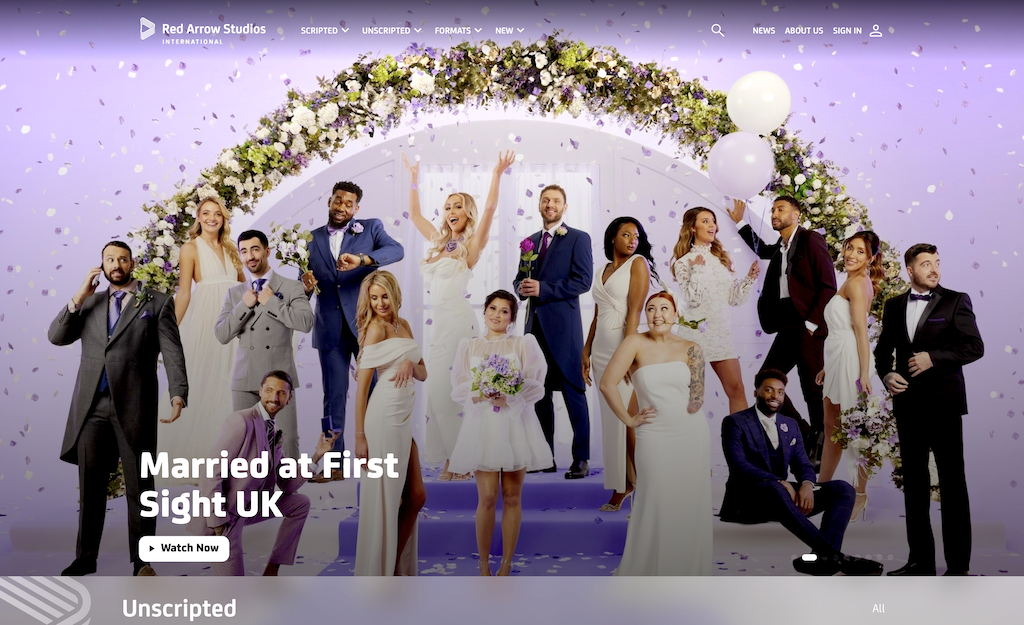 Red Arrow Studios
INTERNATIONAL
SCRIPTED
UNSCRIPTED
FORMATS
NEW
NEWS
ABOUT US
SIGN IN
Married at First
Sight UK
Watch Now
Unscripted
All